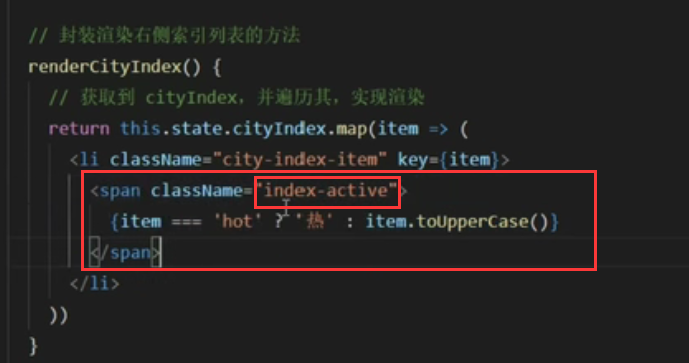 // 封装渲染右侧索引列表的方法
renderCityIndex() {
// 获取到 cityIndex，并遍历其，实现渲染
return this.state.cityIndex.map(item => (
<li className="city-index-item" key={item}>
<span className="index-active">
{item === 'hot' ? '热' : item.toUpperCase()}
</span>
</li>
))
}